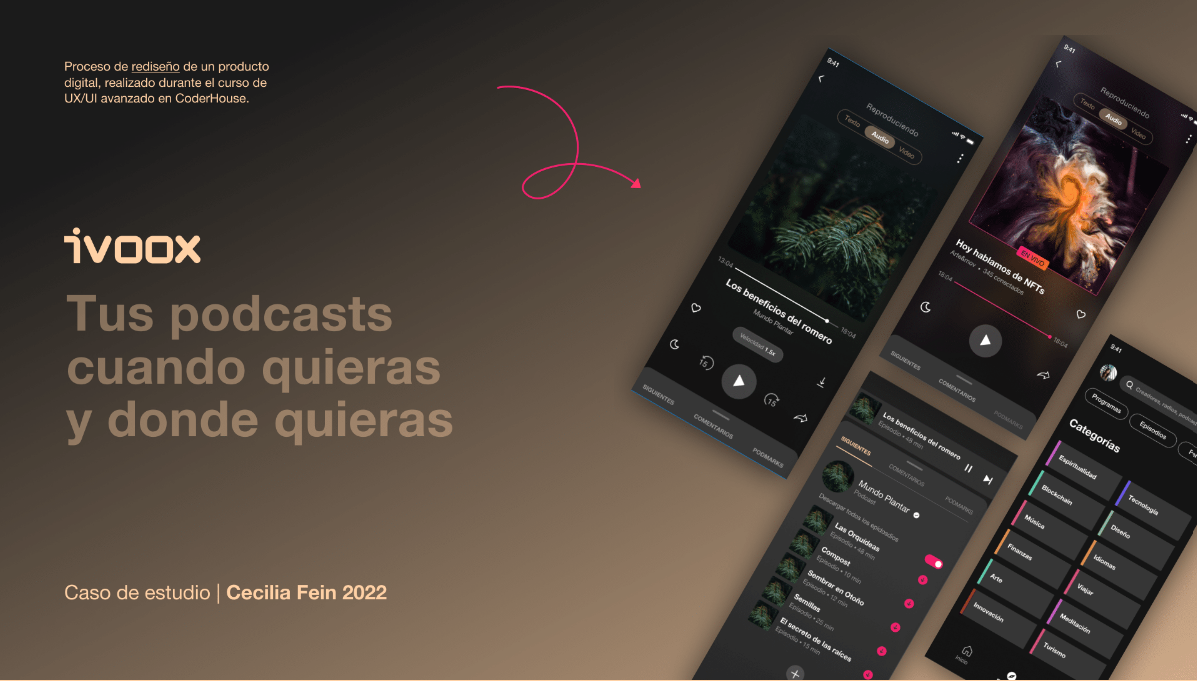 Proceso de rediseño de un producto
digital, realizado durante el curso de
UX/UI avanzado en CoderHouse.
ivoox
Tus podcasts
cuando quieras
y donde quieras
Caso de estudio | Cecilia Fein 2022
9:41
Reproduciendo
Texto
Audio
Video
13:04
18:04
Los beneficios del romero
Mundo Plantar
Velocidad 1.5x
15
15
SIGUIENTES
COMENTARIOS
PODMARKS
9:41
Reproduciendo
Texto
Audio
Video
EN VIVO
Hoy hablamos de NFTs
Arte&mov • 345 conectados
18:04
18:04
SIGUIENTES
COMENTARIOS
PODMARKS
Los beneficios del romero
Episodio • 48 min
SIGUIENTES
COMENTARIOS
PODMARKS
Mundo Plantar
Podcast
Descargar todos los episodios
Las Orquídeas
Episodio • 48 min
Compost
Episodio • 10 min
Sembrar en Otoño
Episodio • 12 min
Semillas
Episodio • 25 min
El secreto de las raíces
Episodio • 15 min
9:41
Creadores, radios, podcast
Programas
Episodios
Categorías
Espiritualidad
Tecnología
Blockchain
Diseño
Música
Idiomas
Finanzas
Viajar
Arte
Meditación
Innovación
Turismo
Inicio